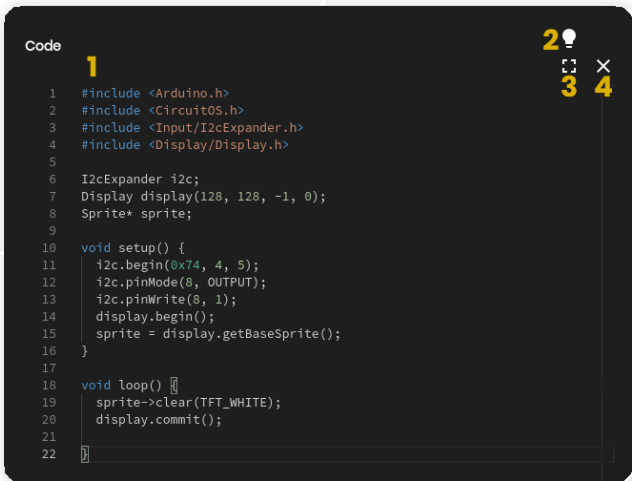 Code
1
2
3
4
1 #include <Arduino.h>
2 #include <CircuitOS.h>
3 #include <Input/I2cExpander.h>
4 #include <Display/Display.h>
5
6 I2cExpander i2c;
7 Display display(128, 128, -1, 0);
8 Sprite* sprite;
9
10 void setup() {
11   i2c.begin(0x74, 4, 5);
12   i2c.pinMode(8, OUTPUT);
13   i2c.pinWrite(8, 1);
14   display.begin();
15   sprite = display.getBaseSprite();
16 }
17
18 void loop() {
19   sprite->clear(TFT_WHITE);
20   display.commit();
21
22 }